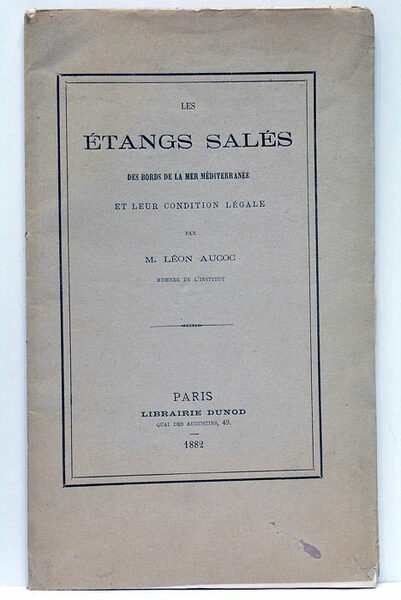 LES
ÉTANGS SALÉS
DES BORDS DE LA MER MÉDITERRANÉE
ET LEUR CONDITION LÉGALE
PAR
M. LÉON AUCOC
MEMBRE DE L'INSTITUT
PARIS
LIBRAIRIE DUNOD
QUAI DES AUGUSTINS, 49.
1882